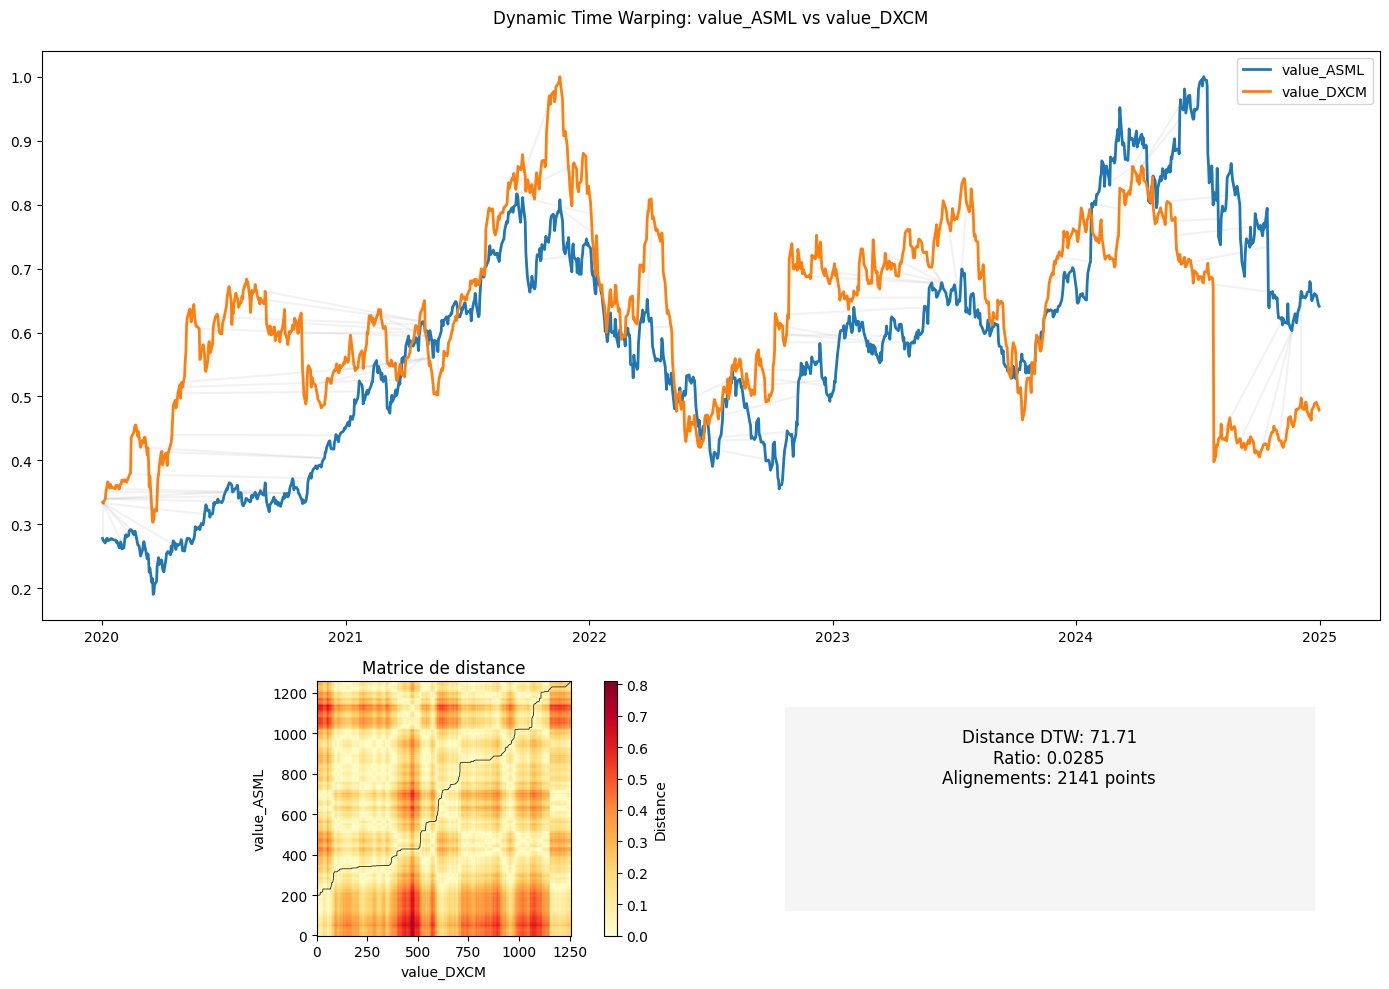 Dynamic Time Warping: value_ASML vs value_DXCM
value_ASML
value_DXCM
1.0
0.9
0.8
0.7
0.6
0.5
0.4
0.3
0.2
2020 2021 2022 2023 2024 2025
Matrice de distance
1200
1000
800
600
400
200
0
value_ASML
0 250 500 750 1000 1250
value_DXCM
0.8
0.7
0.6
0.5
0.4
0.3
0.2
0.1
0.0
Distance
Distance DTW: 71.71
Ratio: 0.0285
Alignements: 2141 points